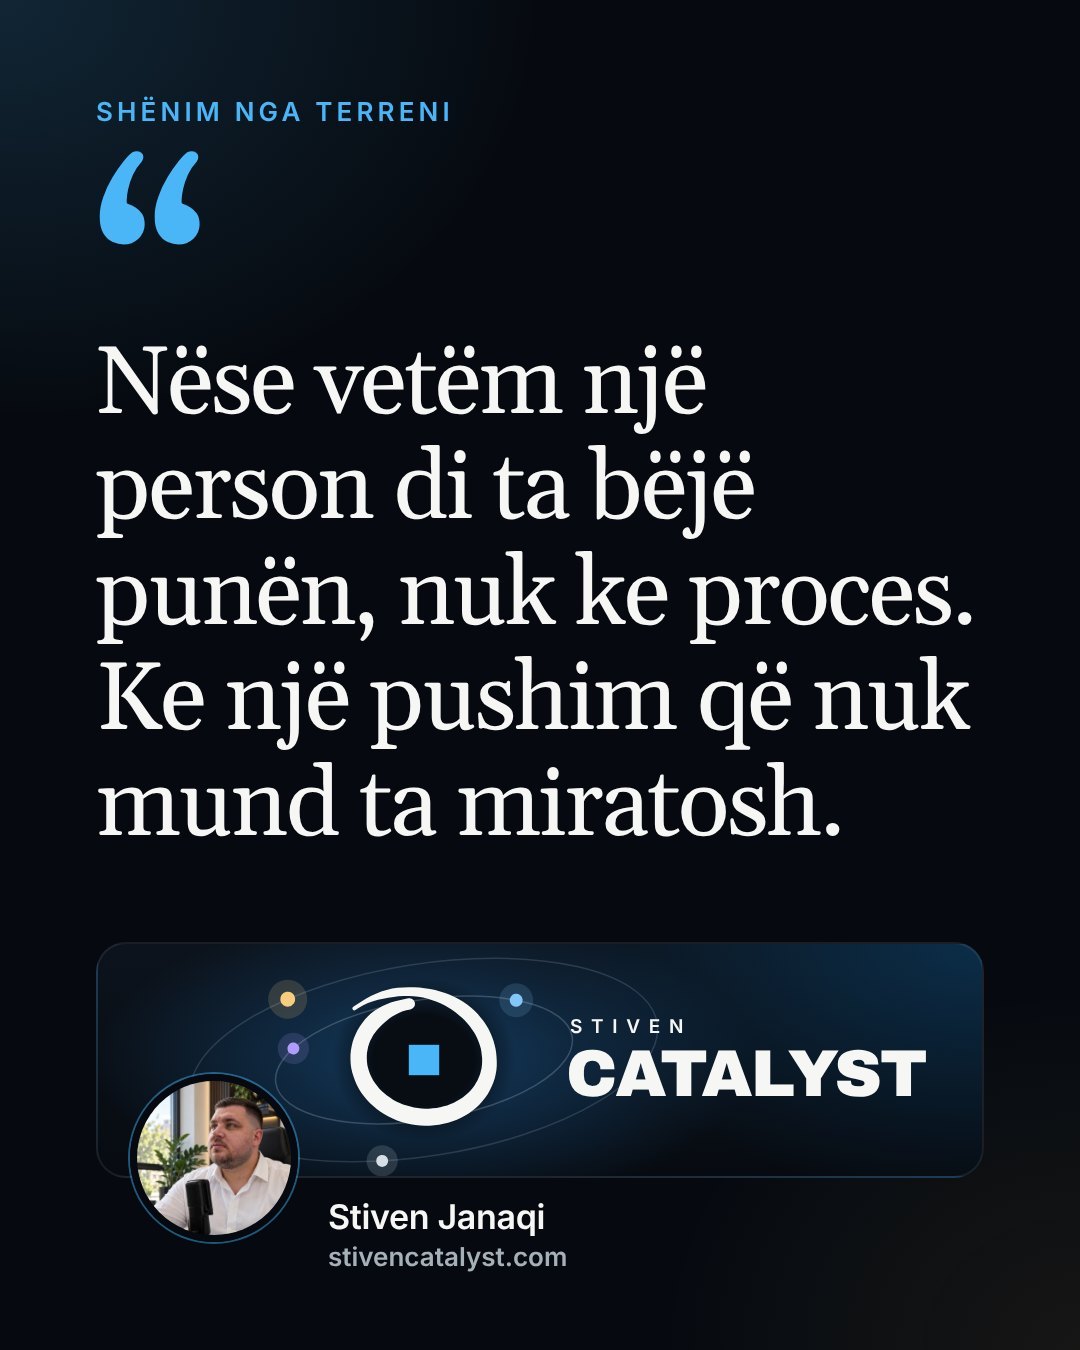 SHËNIM NGA TERRENI
“
Nëse vetëm një
person di ta bëjë
punën, nuk ke proces.
Ke një pushim që nuk
mund ta miratosh.
STIVEN
CATALYST
Stiven Janaqi
stivencatalyst.com